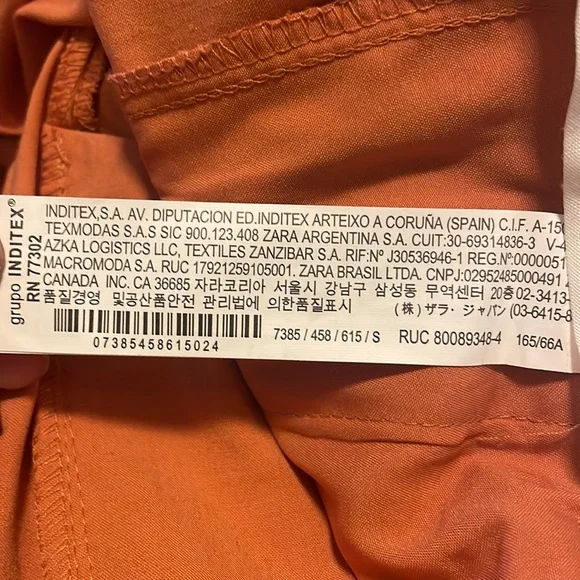 grupo INDITEX®
RN 77302
INDITEX,S.A. AV. DIPUTACION ED.INDITEX ARTEIXO A CORUÑA (SPAIN) C.I.F. A-150
TEXMODAS S.A.S SIC 900.123.408 ZARA ARGENTINA S.A. CUIT:30-69314836-3 V-4
AZKA LOGISTICS LLC, TEXTILES ZANZIBAR S.A. RIF:Nº J30536946-1 REG.Nº:0000051
MACROMODA S.A. RUC 17921259105001. ZARA BRASIL LTDA. CNPJ:02952485000491
CANADA INC. CA 36685 자라코리아 서울시 강남구 삼성동 무역센터 20층 02-3413-
품질경영 및공산품안전 관리법에 의한품질표시 (株) ザラ・ジャパン (03-6415-8
07385458615024
7385 / 458 / 615 / S RUC 80089348-4 165/66A